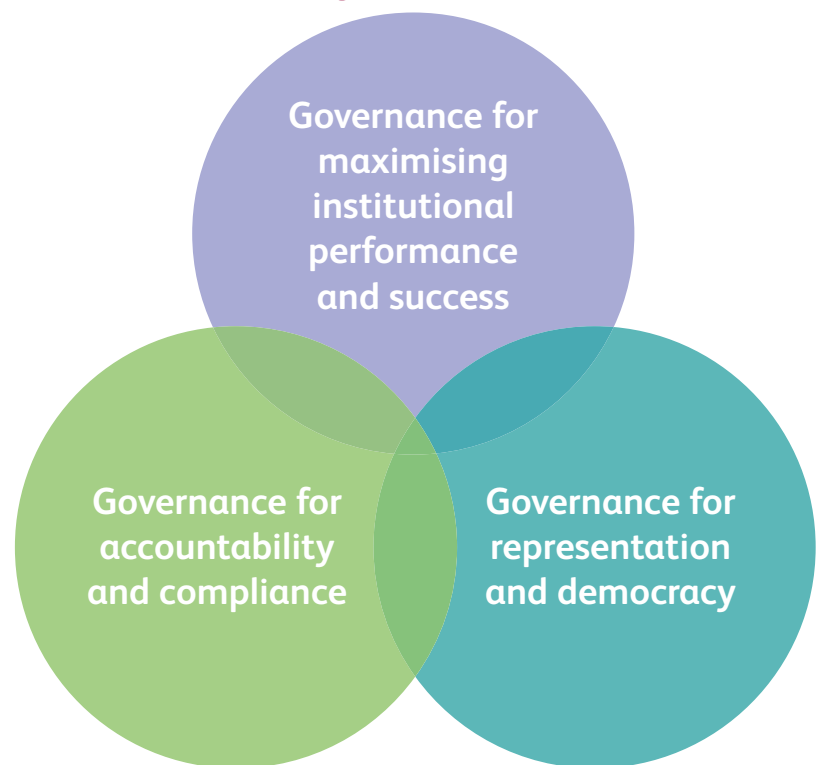 Governance for
maximising
institutional
performance
and success
Governance for
accountability
and compliance
Governance for
representation
and democracy